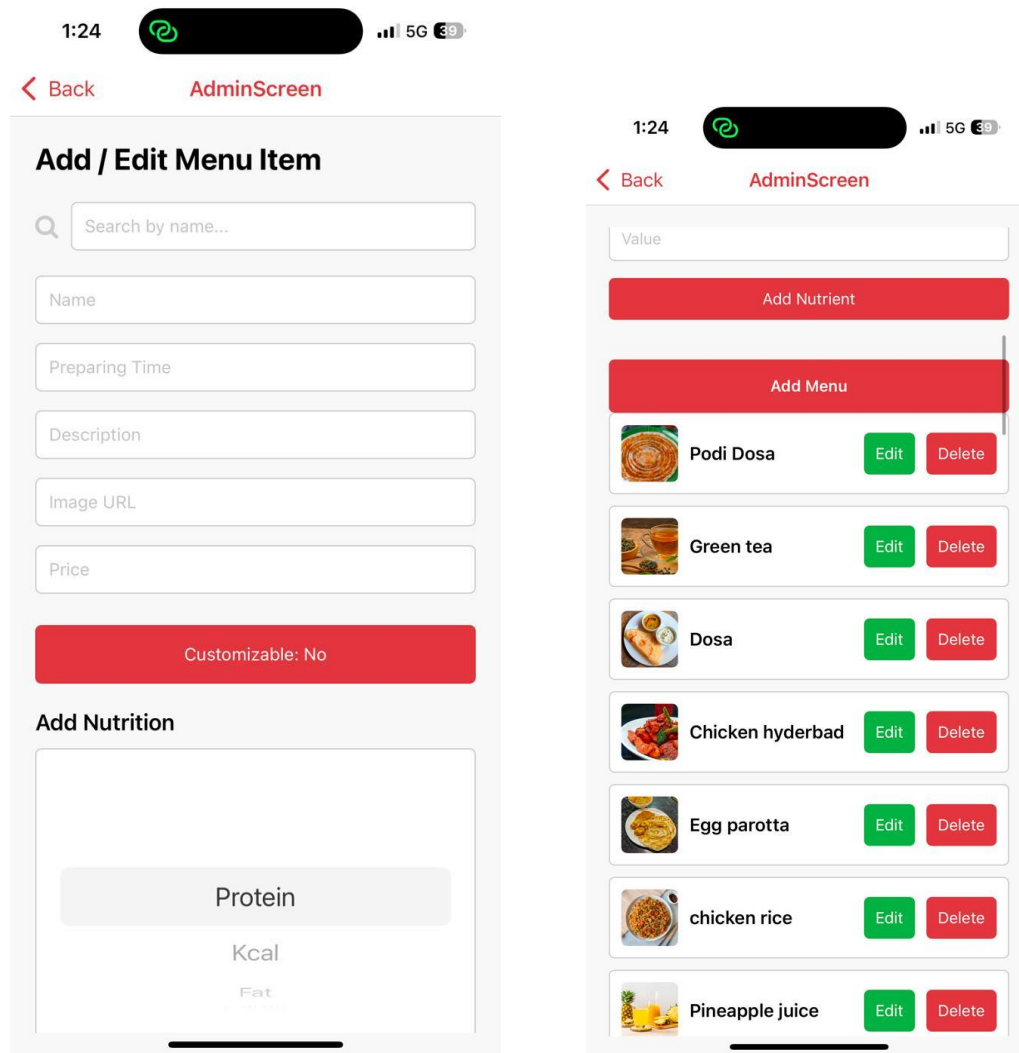 1:24
5G 39
Back
AdminScreen
Add / Edit Menu Item
Search by name...
Name
Preparing Time
Description
Image URL
Price
Customizable: No
Add Nutrition
Protein
Kcal
Fat
1:24
5G 39
Back
AdminScreen
Value
Add Nutrient
Add Menu
Podi Dosa Edit Delete
Green tea Edit Delete
Dosa Edit Delete
Chicken hyderbad Edit Delete
Egg parotta Edit Delete
chicken rice Edit Delete
Pineapple juice Edit Delete